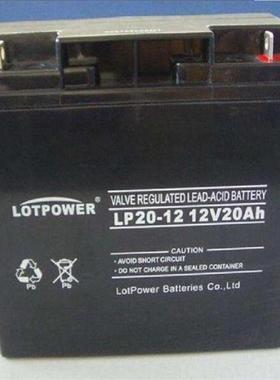 VALVE REGULATED LEAD-ACID BATTERY
LOTPOWER
LP20-12 12V20Ah
CAUTION
• AVOID SHORT CIRCUIT
• DO NOT CHARGE IN A SEALED CONTAINER
Pb
Pb
LotPower Batteries Co.,Ltd